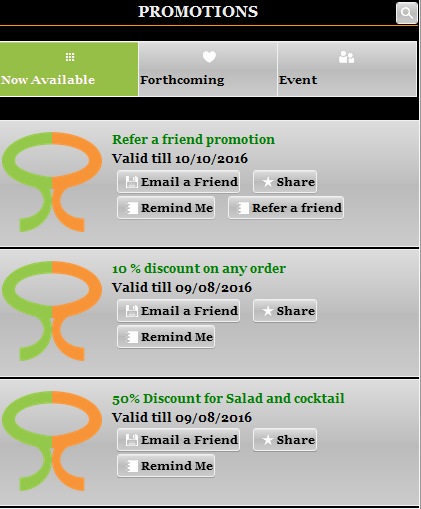 PROMOTIONS
Now Available Forthcoming Event
Refer a friend promotion
Valid till 10/10/2016
Email a Friend Share
Remind Me Refer a friend
10 % discount on any order
Valid till 09/08/2016
Email a Friend Share
Remind Me
50% Discount for Salad and cocktail
Valid till 09/08/2016
Email a Friend Share
Remind Me